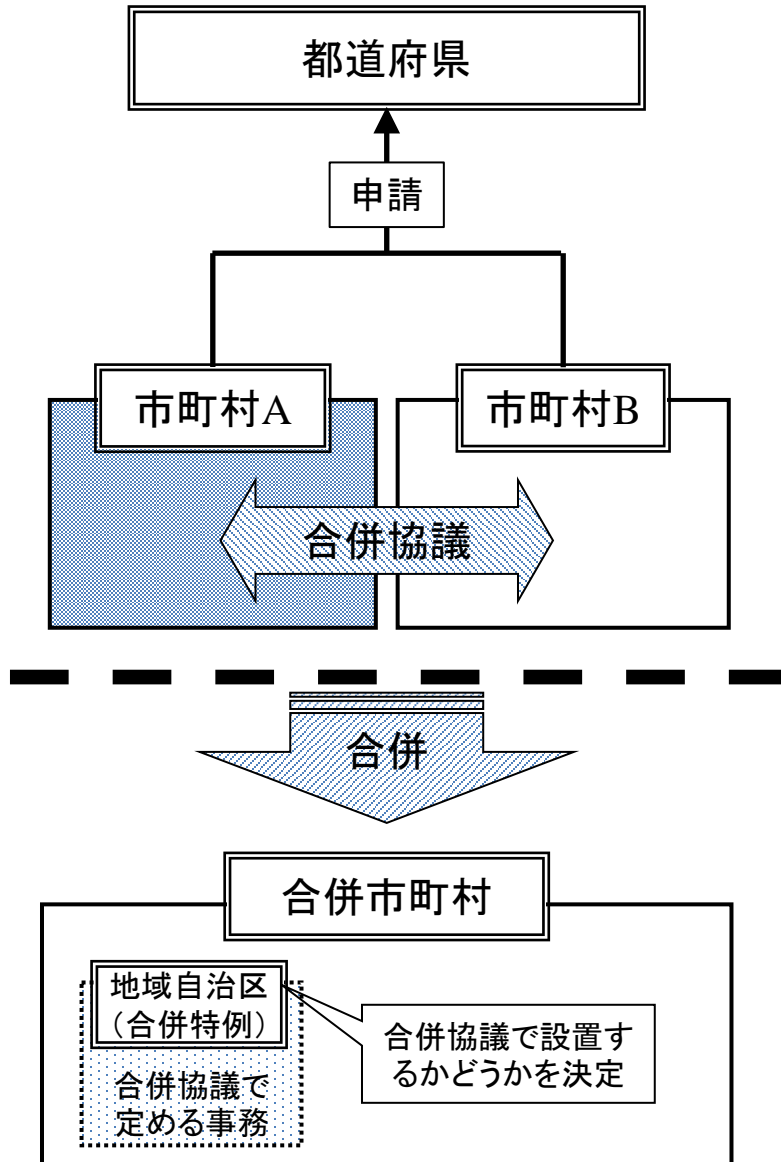 都道府県
申請
市町村A
市町村B
合併協議
合併
合併市町村
地域自治区
（合併特例）
合併協議で
定める事務
合併協議で設置す
るかどうかを決定